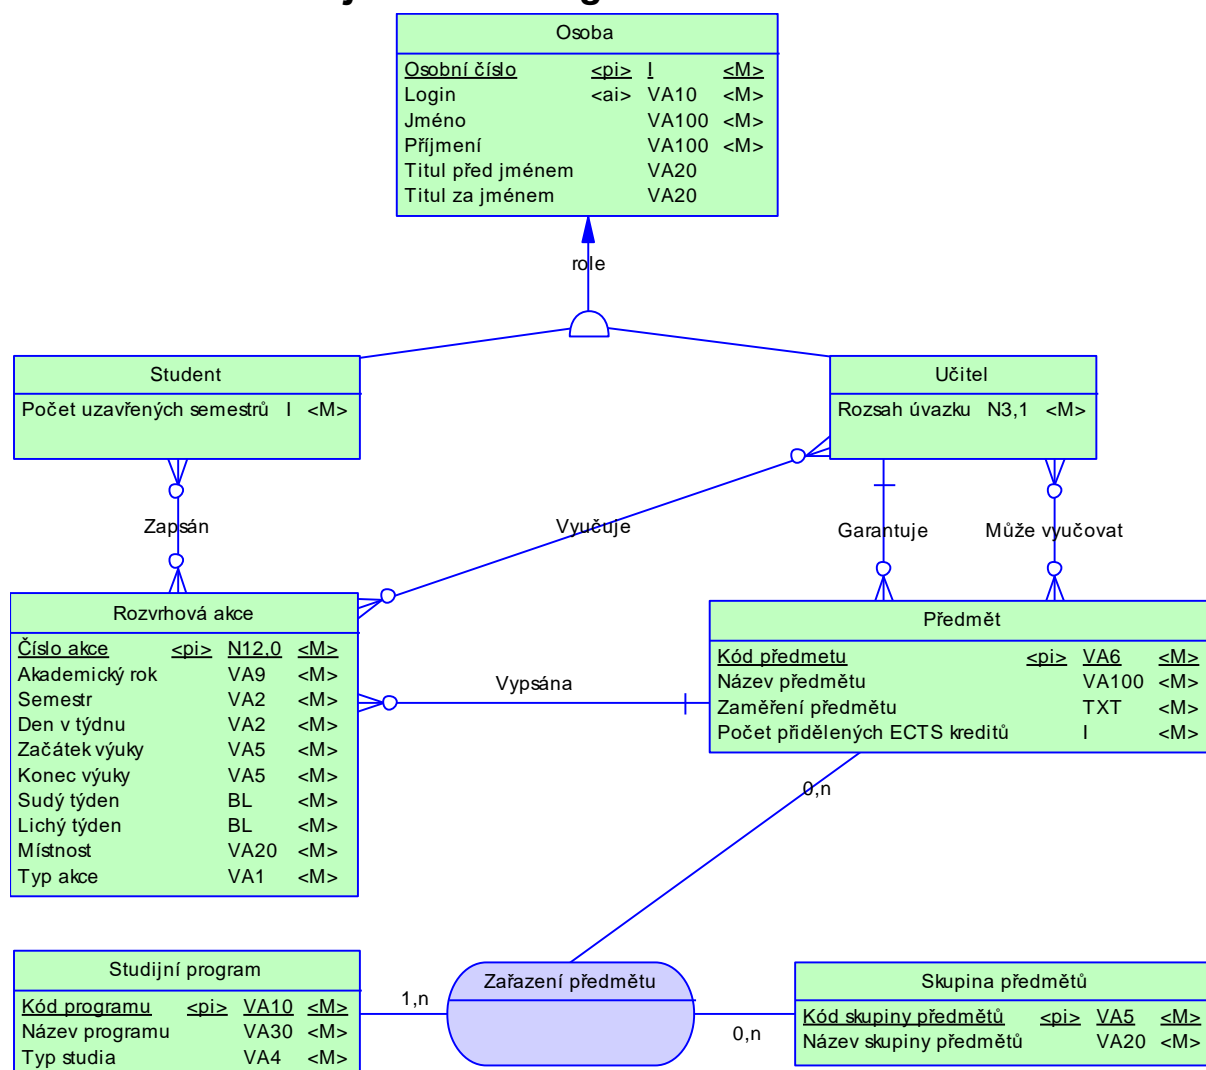 Osoba
Osobní číslo <pi> I <M>
Login <ai> VA10 <M>
Jméno VA100 <M>
Příjmení VA100 <M>
Titul před jménem VA20
Titul za jménem VA20
role
Student
Počet uzavřených semestrů I <M>
Učitel
Rozsah úvazku N3,1 <M>
Zapsán
Vyučuje
Garantuje
Může vyučovat
Rozvrhová akce
Číslo akce <pi> N12,0 <M>
Akademický rok VA9 <M>
Semestr VA2 <M>
Den v týdnu VA2 <M>
Začátek výuky VA5 <M>
Konec výuky VA5 <M>
Sudý týden BL <M>
Lichý týden BL <M>
Místnost VA20 <M>
Typ akce VA1 <M>
Vypsána
Předmět
Kód předmetu <pi> VA6 <M>
Název předmětu VA100 <M>
Zaměření předmětu TXT <M>
Počet přidělených ECTS kreditů I <M>
0,n
Studijní program
Kód programu <pi> VA10 <M>
Název programu VA30 <M>
Typ studia VA4 <M>
1,n
Zařazení předmětu
0,n
Skupina předmětů
Kód skupiny předmětů <pi> VA5 <M>
Název skupiny předmětů VA20 <M>